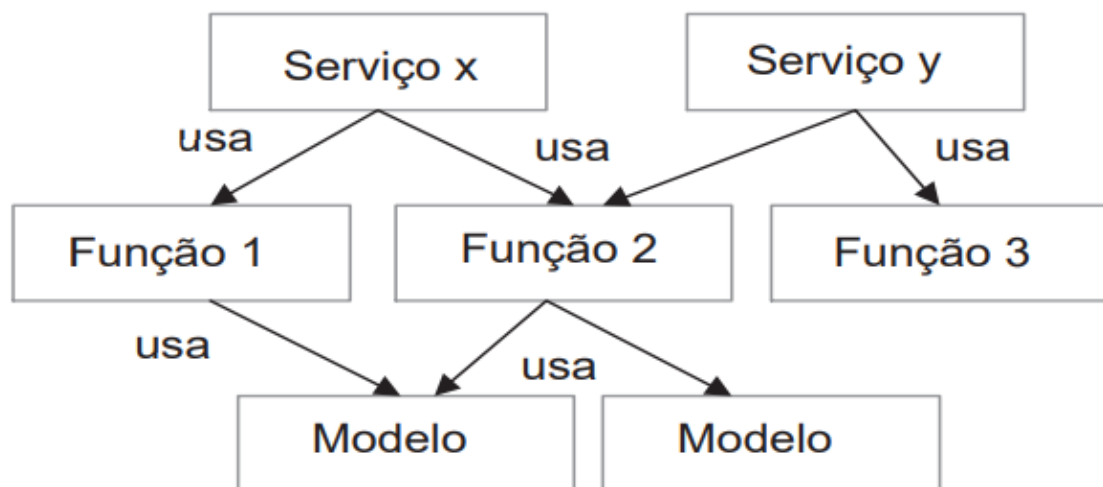 Serviço x
Serviço y
usa
usa
usa
Função 1
Função 2
Função 3
usa
usa
Modelo
Modelo